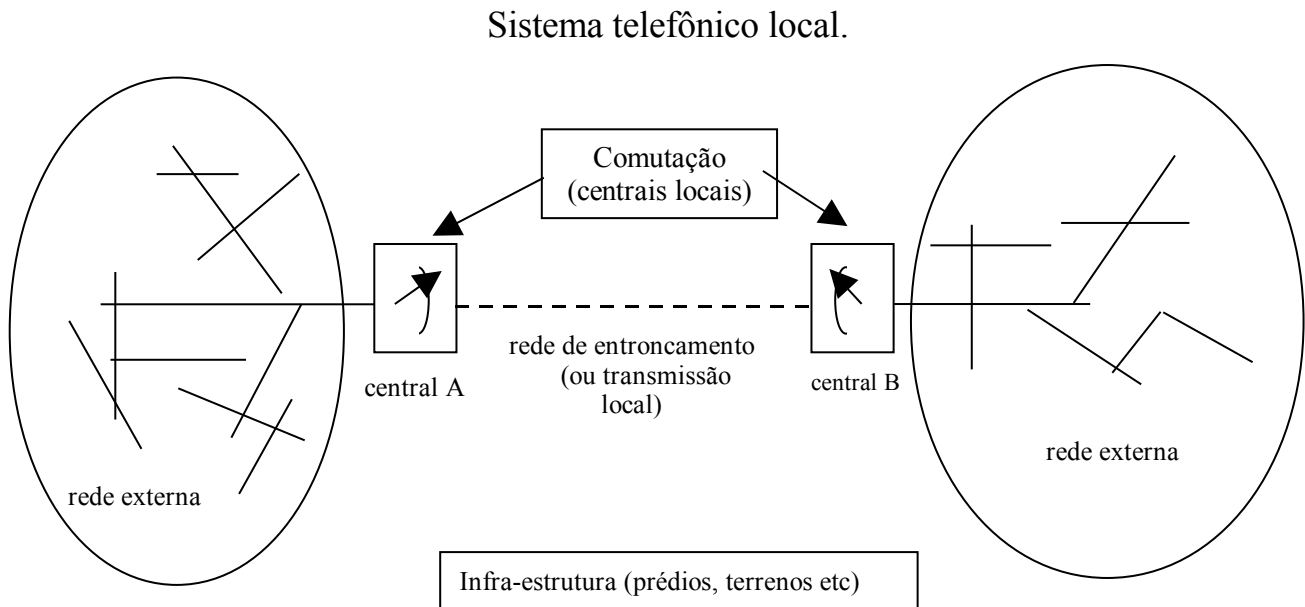 Sistema telefônico local.
Comutação
(centrais locais)
rede de entroncamento
(ou transmissão
local)
central A
central B
rede externa
rede externa
Infra-estrutura (prédios, terrenos etc)